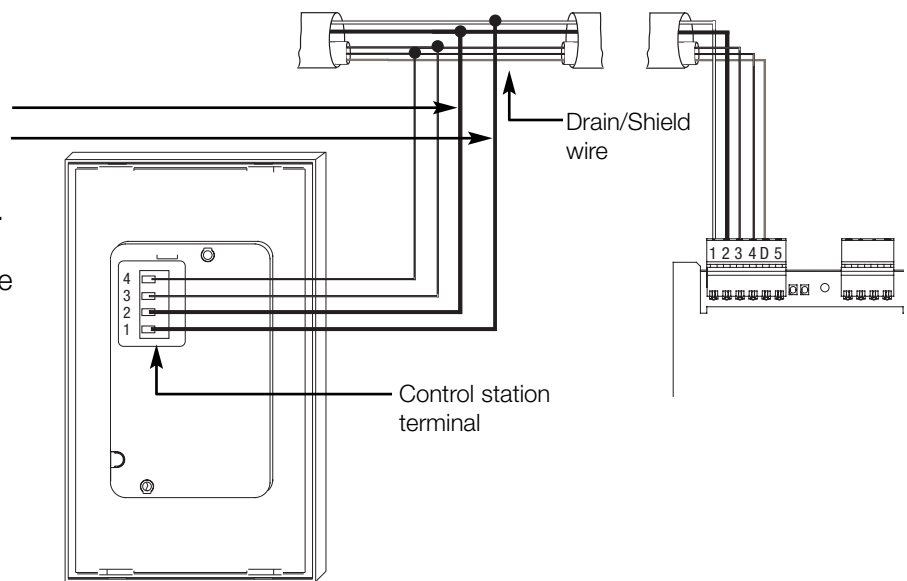 Drain/Shield
wire
1 2 3 4 D 5
e
4
3
2
1
Control station
terminal